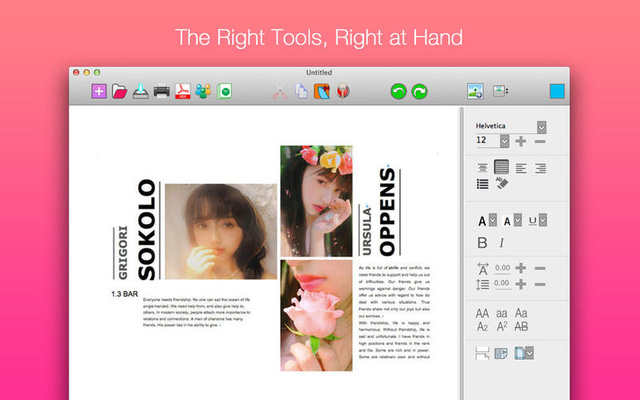 The Right Tools, Right at Hand
Untitled
PDF
Helvetica
12
GRIGORI
SOKOLO
URSULA
OPPENS
1.3 BAR
Everyone needs friendship. No one can sail the ocean of life
single-handed. We need help from, and also give help to,
others. In modern society, people attach more importance to
relations and connections. A man of charisma has many
friends. His power lies in his ability to give.
As life is full of strife and conflict, we
need friends to support and help us out
of difficulties. Our friends give us
warnings against danger. Our friends
offer us advice with regard to how do
deal with various situations. True
friends share not only our joys but also
our sorrows.
With friendship, life is happy and
harmonious. Without friendship, life is
sad and unfortunate. I have friends in
high positions and friends in the rank
and file. Some are rich and in power.
Some are relatively poor and without
A A U
B I
0.00
0.00
AA aa Aa
A2 A2 AB